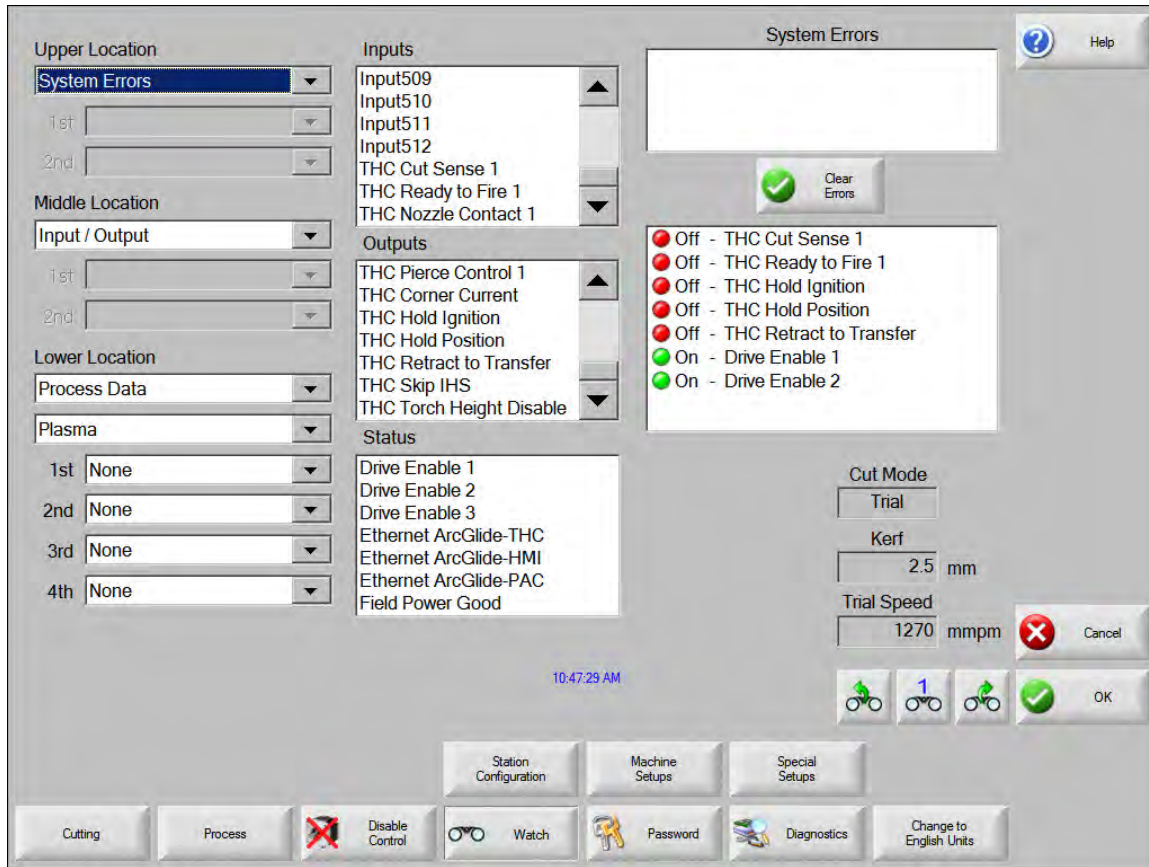 Upper Location
System Errors
1st
2nd
Middle Location
Input / Output
1st
2nd
Lower Location
Process Data
Plasma
1st None
2nd None
3rd None
4th None
Inputs
Input509
Input510
Input511
Input512
THC Cut Sense 1
THC Ready to Fire 1
THC Nozzle Contact 1
Outputs
THC Pierce Control 1
THC Corner Current
THC Hold Ignition
THC Hold Position
THC Retract to Transfer
THC Skip IHS
THC Torch Height Disable
Status
Drive Enable 1
Drive Enable 2
Drive Enable 3
Ethernet ArcGlide-THC
Ethernet ArcGlide-HMI
Ethernet ArcGlide-PAC
Field Power Good
System Errors
Clear
Errors
Off - THC Cut Sense 1
Off - THC Ready to Fire 1
Off - THC Hold Ignition
Off - THC Hold Position
Off - THC Retract to Transfer
On - Drive Enable 1
On - Drive Enable 2
Cut Mode
Trial
Kerf
2.5 mm
Trial Speed
1270 mmpm
Help
Cancel
OK
10:47:29 AM
1
Station
Configuration
Machine
Setups
Special
Setups
Cutting
Process
Disable
Control
Watch
Password
Diagnostics
Change to
English Units